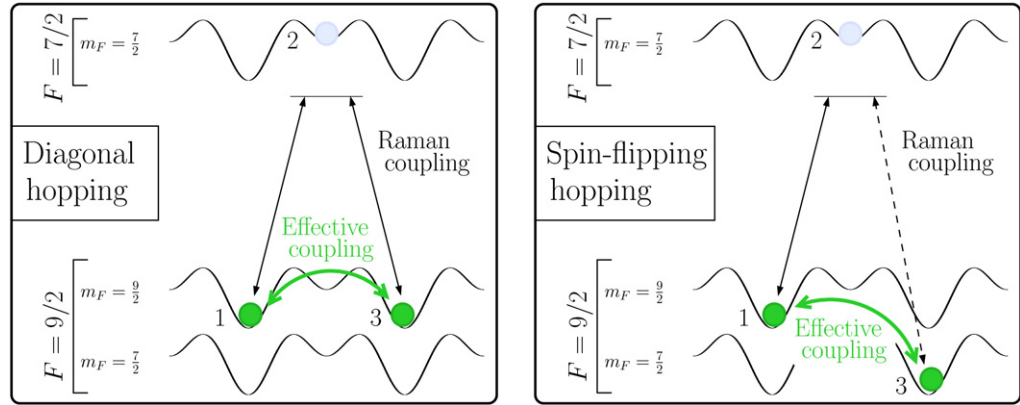 F = 7/2
m_F = 7/2
2
Diagonal
hopping
Raman
coupling
Effective
coupling
F = 9/2
m_F = 9/2
1
3
m_F = 7/2
F = 7/2
m_F = 7/2
2
Spin-flipping
hopping
Raman
coupling
F = 9/2
m_F = 9/2
1
Effective
coupling
m_F = 7/2
3